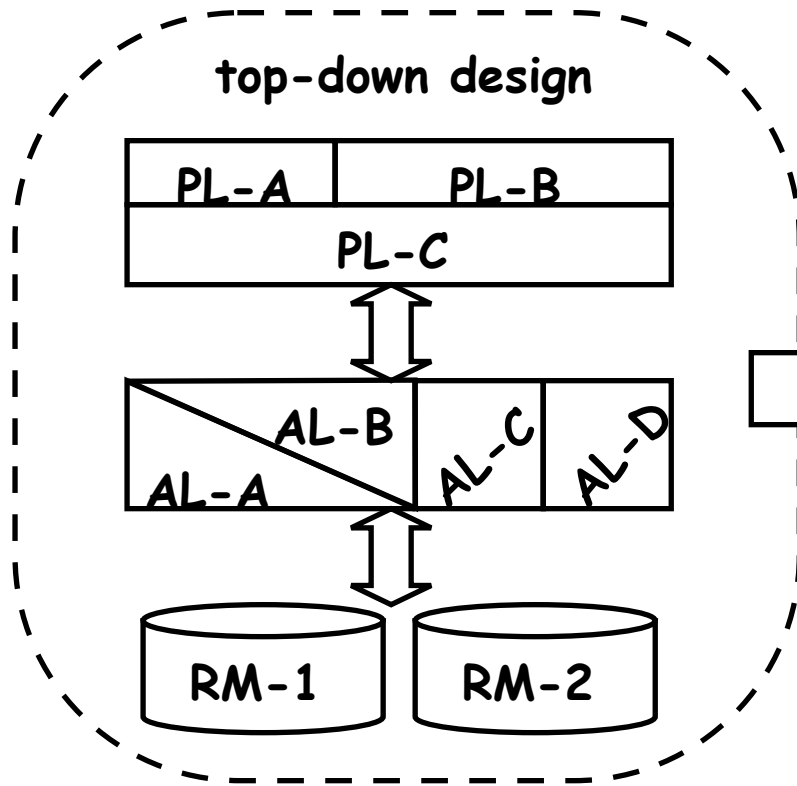 top-down design
PL-A PL-B
PL-C
AL-B AL-C AL-D
AL-A
RM-1 RM-2